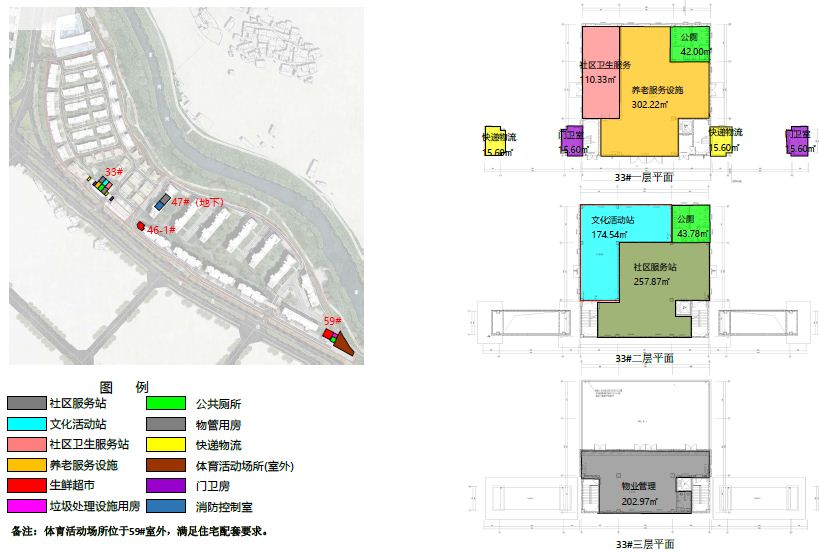 33#
47#（地下）
46-1#
59#
图 例
社区服务站
公共厕所
文化活动站
物管用房
社区卫生服务站
快递物流
养老服务设施
体育活动场所(室外)
生鲜超市
门卫房
垃圾处理设施用房
消防控制室
备注：体育活动场所位于59#室外，满足住宅配套要求。
公厕
42.00㎡
社区卫生服务
110.33㎡
养老服务设施
302.22㎡
快递物流
15.60㎡
门卫室
15.60㎡
快递物流
15.60㎡
门卫室
15.60㎡
33#一层平面
文化活动站
174.54㎡
公厕
43.78㎡
社区服务站
257.87㎡
33#二层平面
物业管理
202.97㎡
33#三层平面